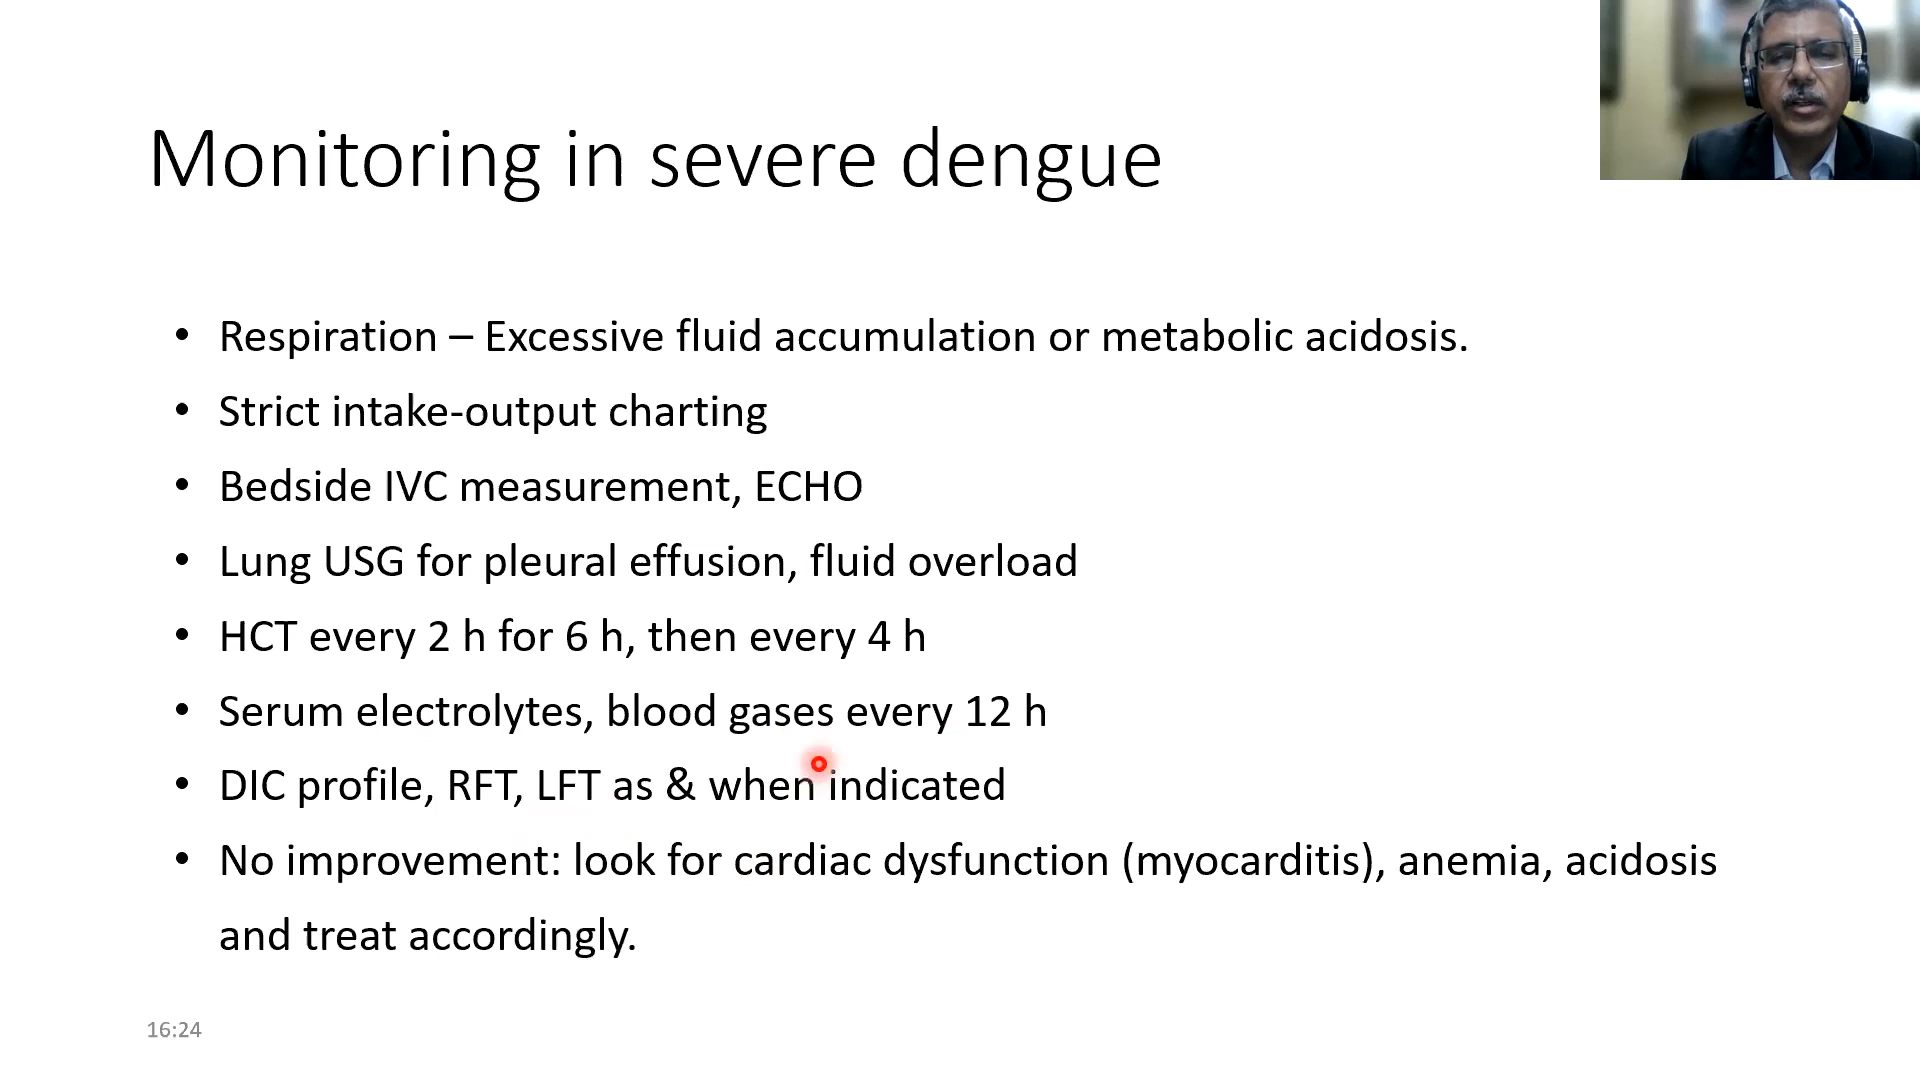 Monitoring in severe dengue
• Respiration – Excessive fluid accumulation or metabolic acidosis.
• Strict intake-output charting
• Bedside IVC measurement, ECHO
• Lung USG for pleural effusion, fluid overload
• HCT every 2 h for 6 h, then every 4 h
• Serum electrolytes, blood gases every 12 h
• DIC profile, RFT, LFT as & when indicated
• No improvement: look for cardiac dysfunction (myocarditis), anemia, acidosis
and treat accordingly.
16:24